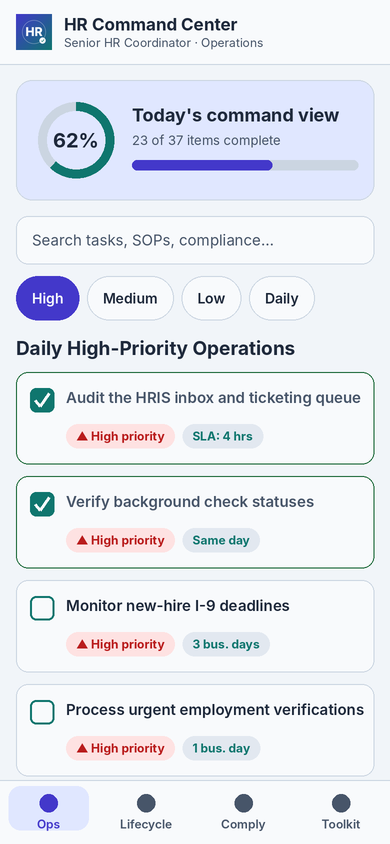 HR
HR Command Center
Senior HR Coordinator · Operations
62%
Today's command view
23 of 37 items complete
Search tasks, SOPs, compliance...
High
Medium
Low
Daily
Daily High-Priority Operations
Audit the HRIS inbox and ticketing queue
▲ High priority
SLA: 4 hrs
Verify background check statuses
▲ High priority
Same day
Monitor new-hire I-9 deadlines
▲ High priority
3 bus. days
Process urgent employment verifications
▲ High priority
1 bus. day
Ops
Lifecycle
Comply
Toolkit